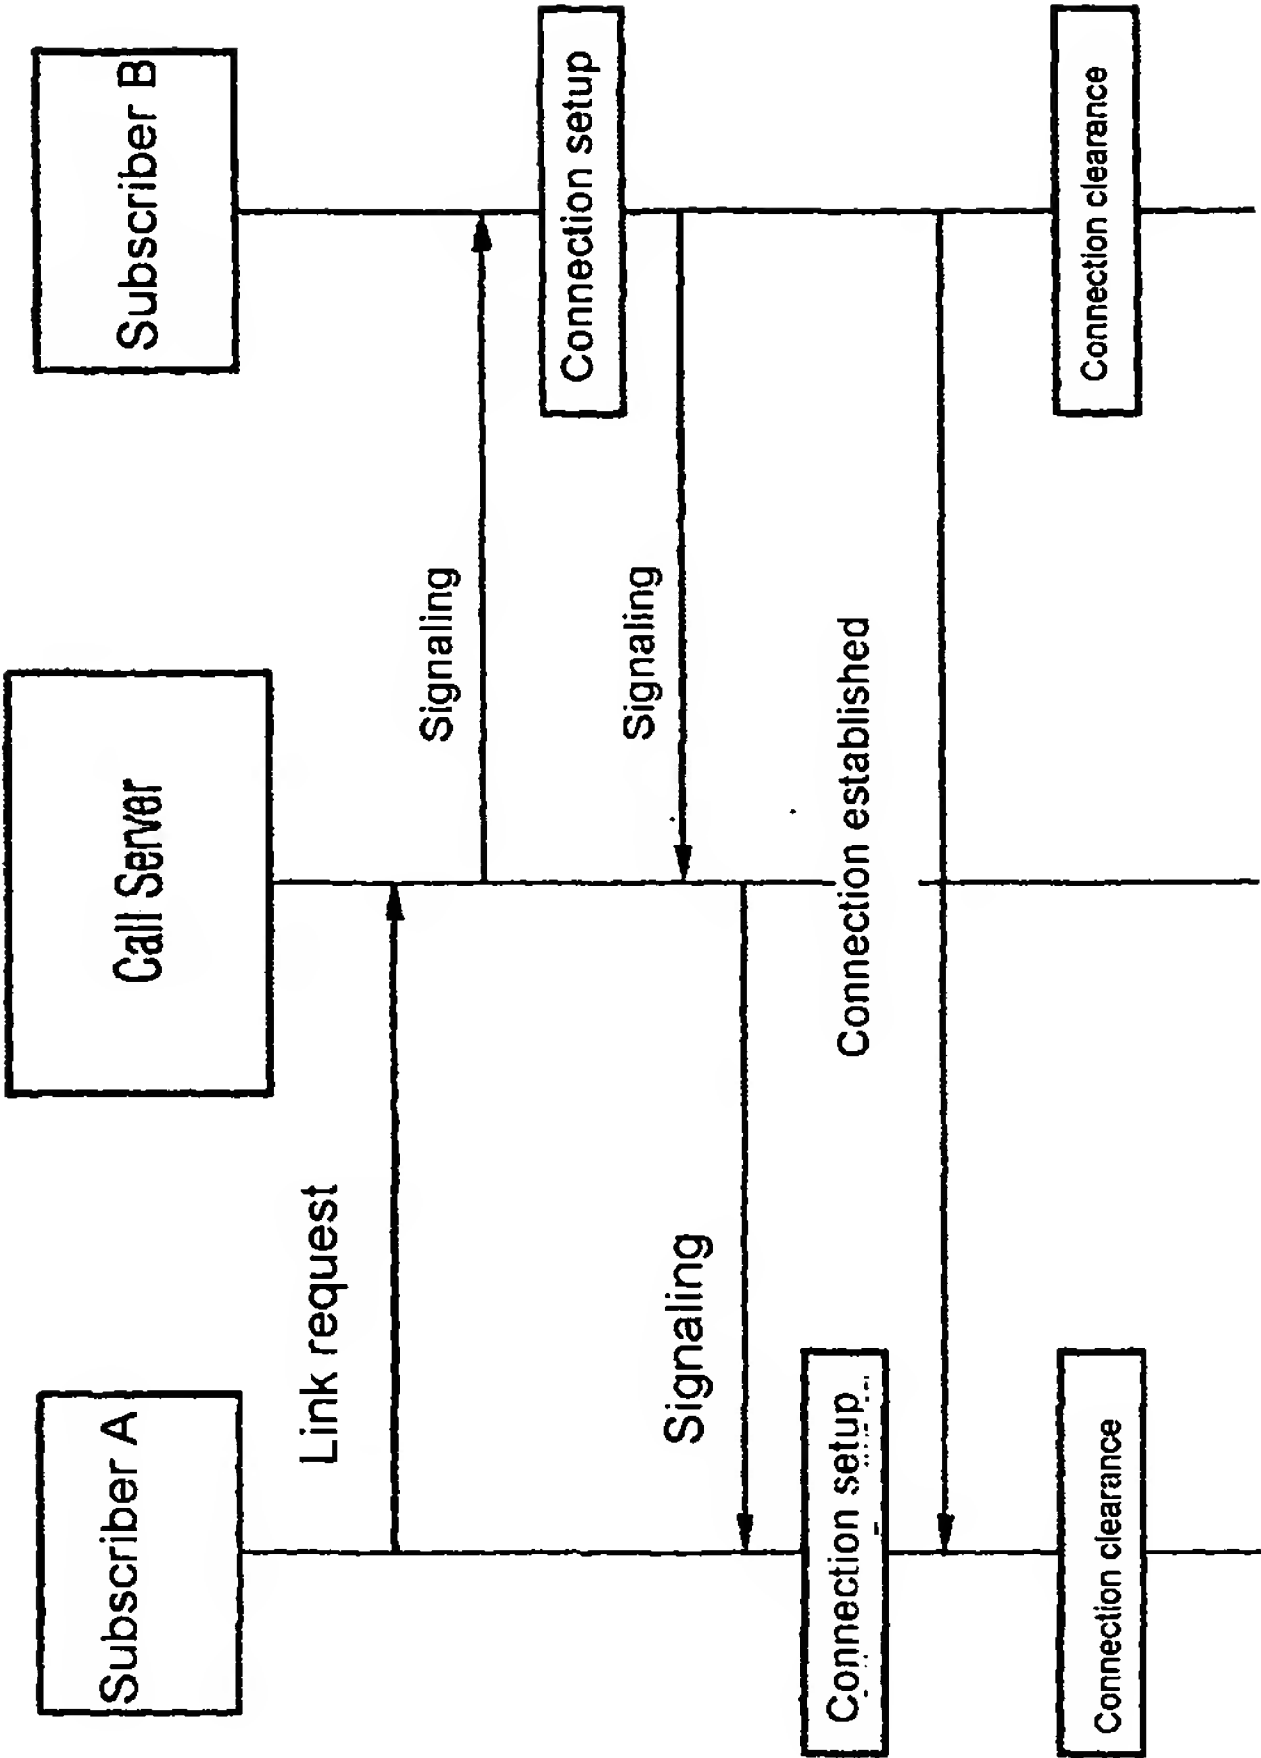 Subscriber A
Call Server
Subscriber B
Link request
Signaling
Connection setup
Signaling
Signaling
Connection setup
Connection established
Connection clearance
Connection clearance